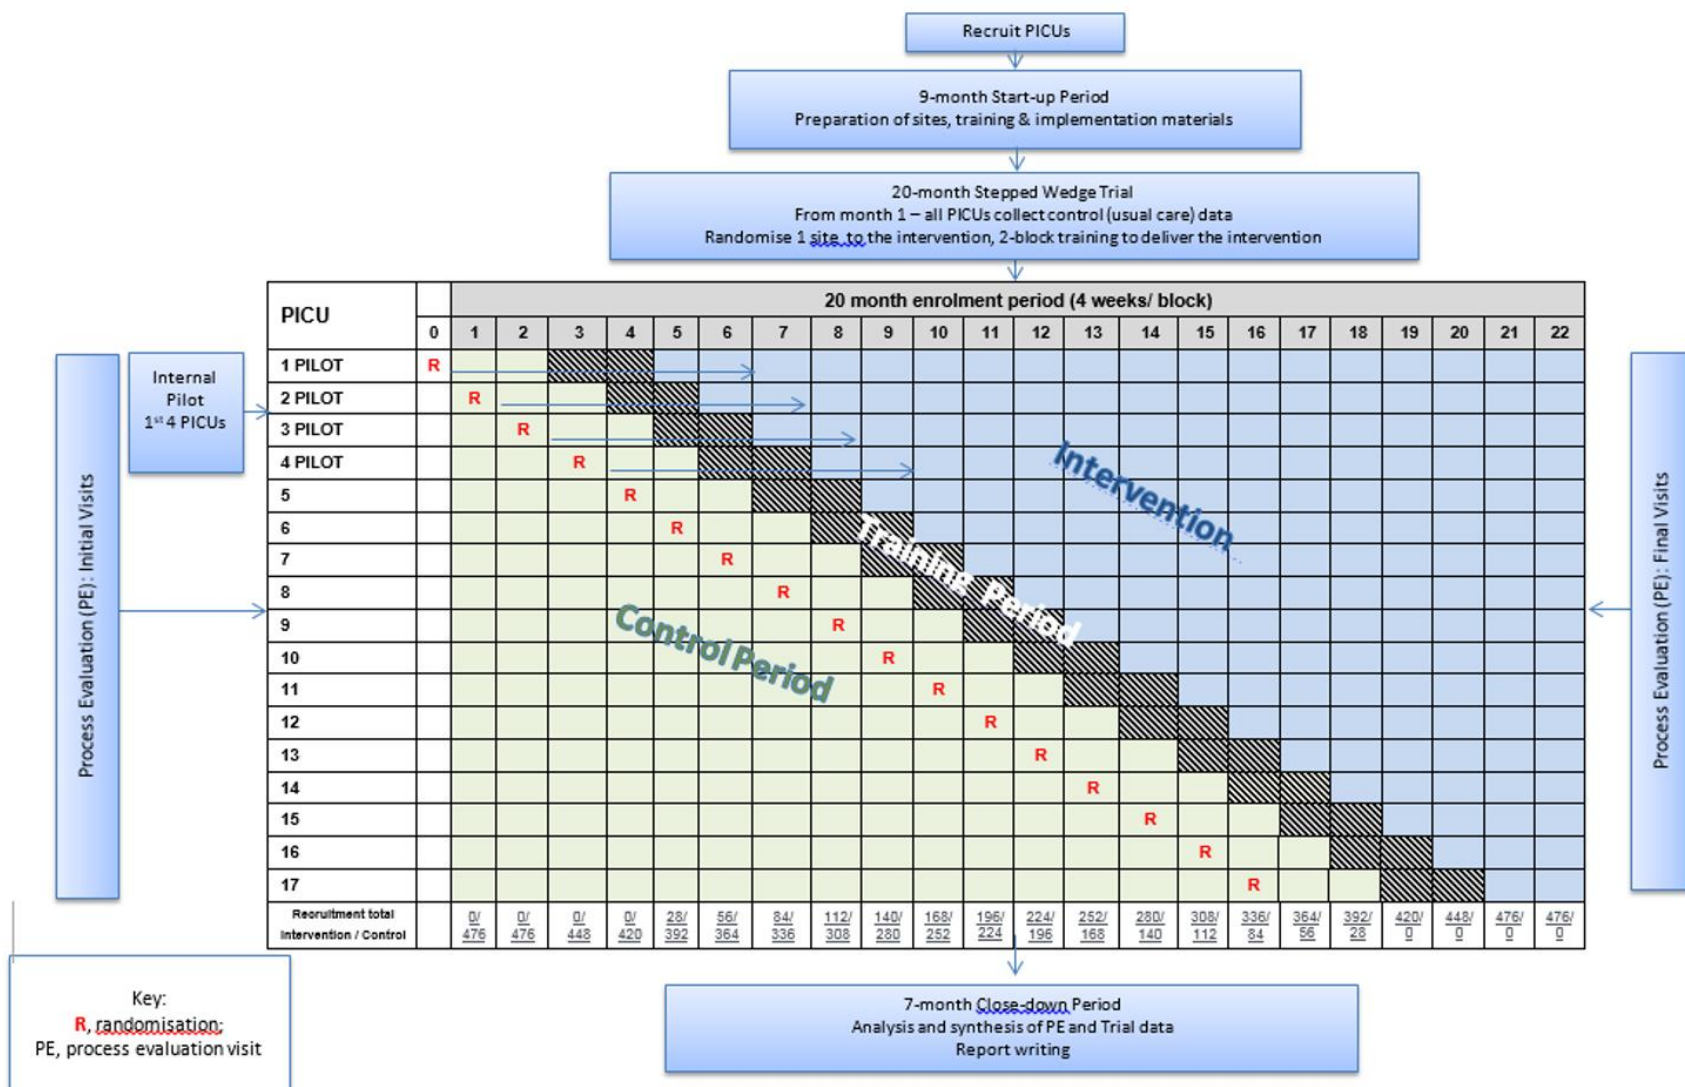 Recruit PICUs
9-month Start-up Period
Preparation of sites, training & implementation materials
20-month Stepped Wedge Trial
From month 1 – all PICUs collect control (usual care) data
Randomise 1 site to the intervention, 2-block training to deliver the intervention
PICU
20 month enrolment period (4 weeks/ block)
0 1 2 3 4 5 6 7 8 9 10 11 12 13 14 15 16 17 18 19 20 21 22
Process Evaluation (PE): Initial Visits
Internal
Pilot
1st 4 PICUs
1 PILOT R
2 PILOT R
3 PILOT R
4 PILOT R
5 R
6 R
7 R
8 R
9 R
10 R
11 R
12 R
13 R
14 R
15 R
16 R
17 R
Control Period
Training Period
Intervention
Process Evaluation (PE): Final Visits
Recruitment total 0/ 0/ 0/ 0/ 28/ 56/ 84/ 112/ 140/ 168/ 196/ 224/ 252/ 280/ 308/ 336/ 364/ 392/ 420/ 448/ 476/ 476/
Intervention / Control 476 476 448 420 392 364 336 308 280 252 224 196 168 140 112 84 56 28 0 0 0 0
Key:
R, randomisation;
PE, process evaluation visit
7-month Close-down Period
Analysis and synthesis of PE and Trial data
Report writing